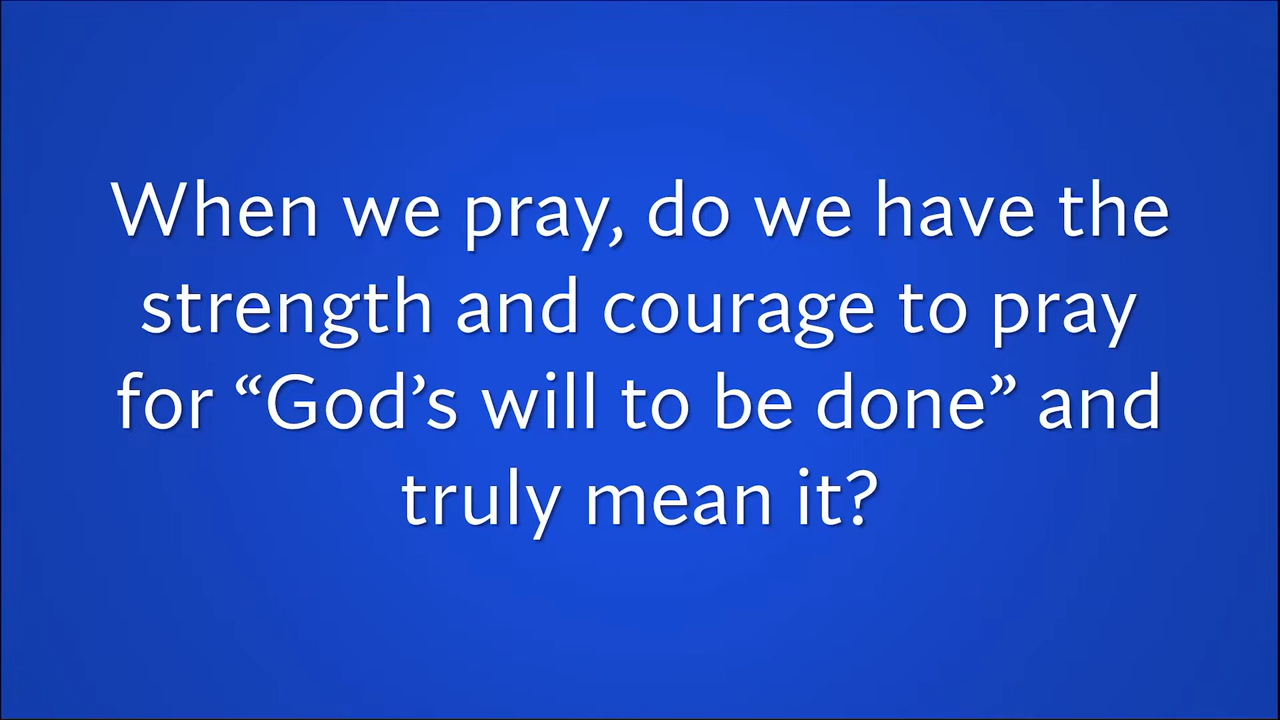 When we pray, do we have the
strength and courage to pray
for “God’s will to be done” and
truly mean it?